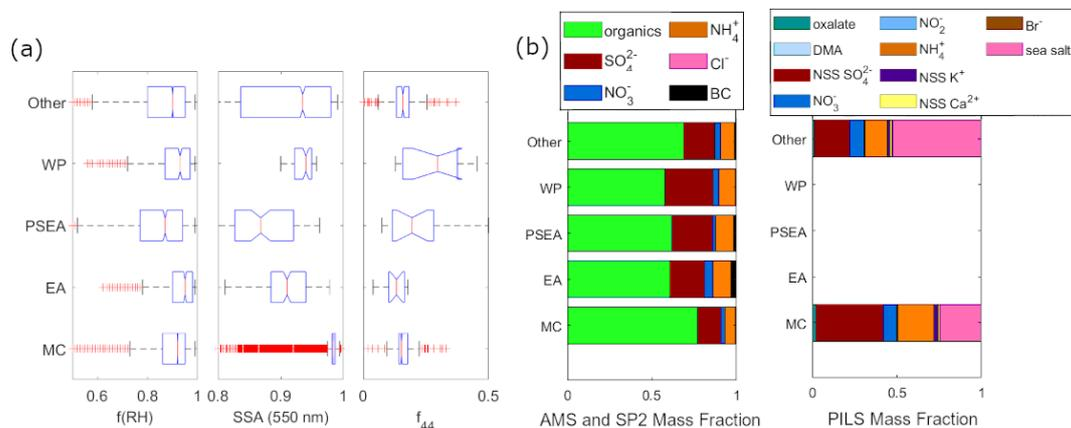 (a)
Other
WP
PSEA
EA
MC
0.6 0.8 1
f(RH)
0.8 0.9 1
SSA (550 nm)
0 0.5
f44
(b)
organics NH4+
SO42- Cl-
NO3- BC
Other
WP
PSEA
EA
MC
0 0.5 1
AMS and SP2 Mass Fraction
oxalate NO2- Br-
DMA NH4+ sea salt
NSS SO42- NSS K+
NO3- NSS Ca2+
Other
WP
PSEA
EA
MC
0 0.5 1
PILS Mass Fraction